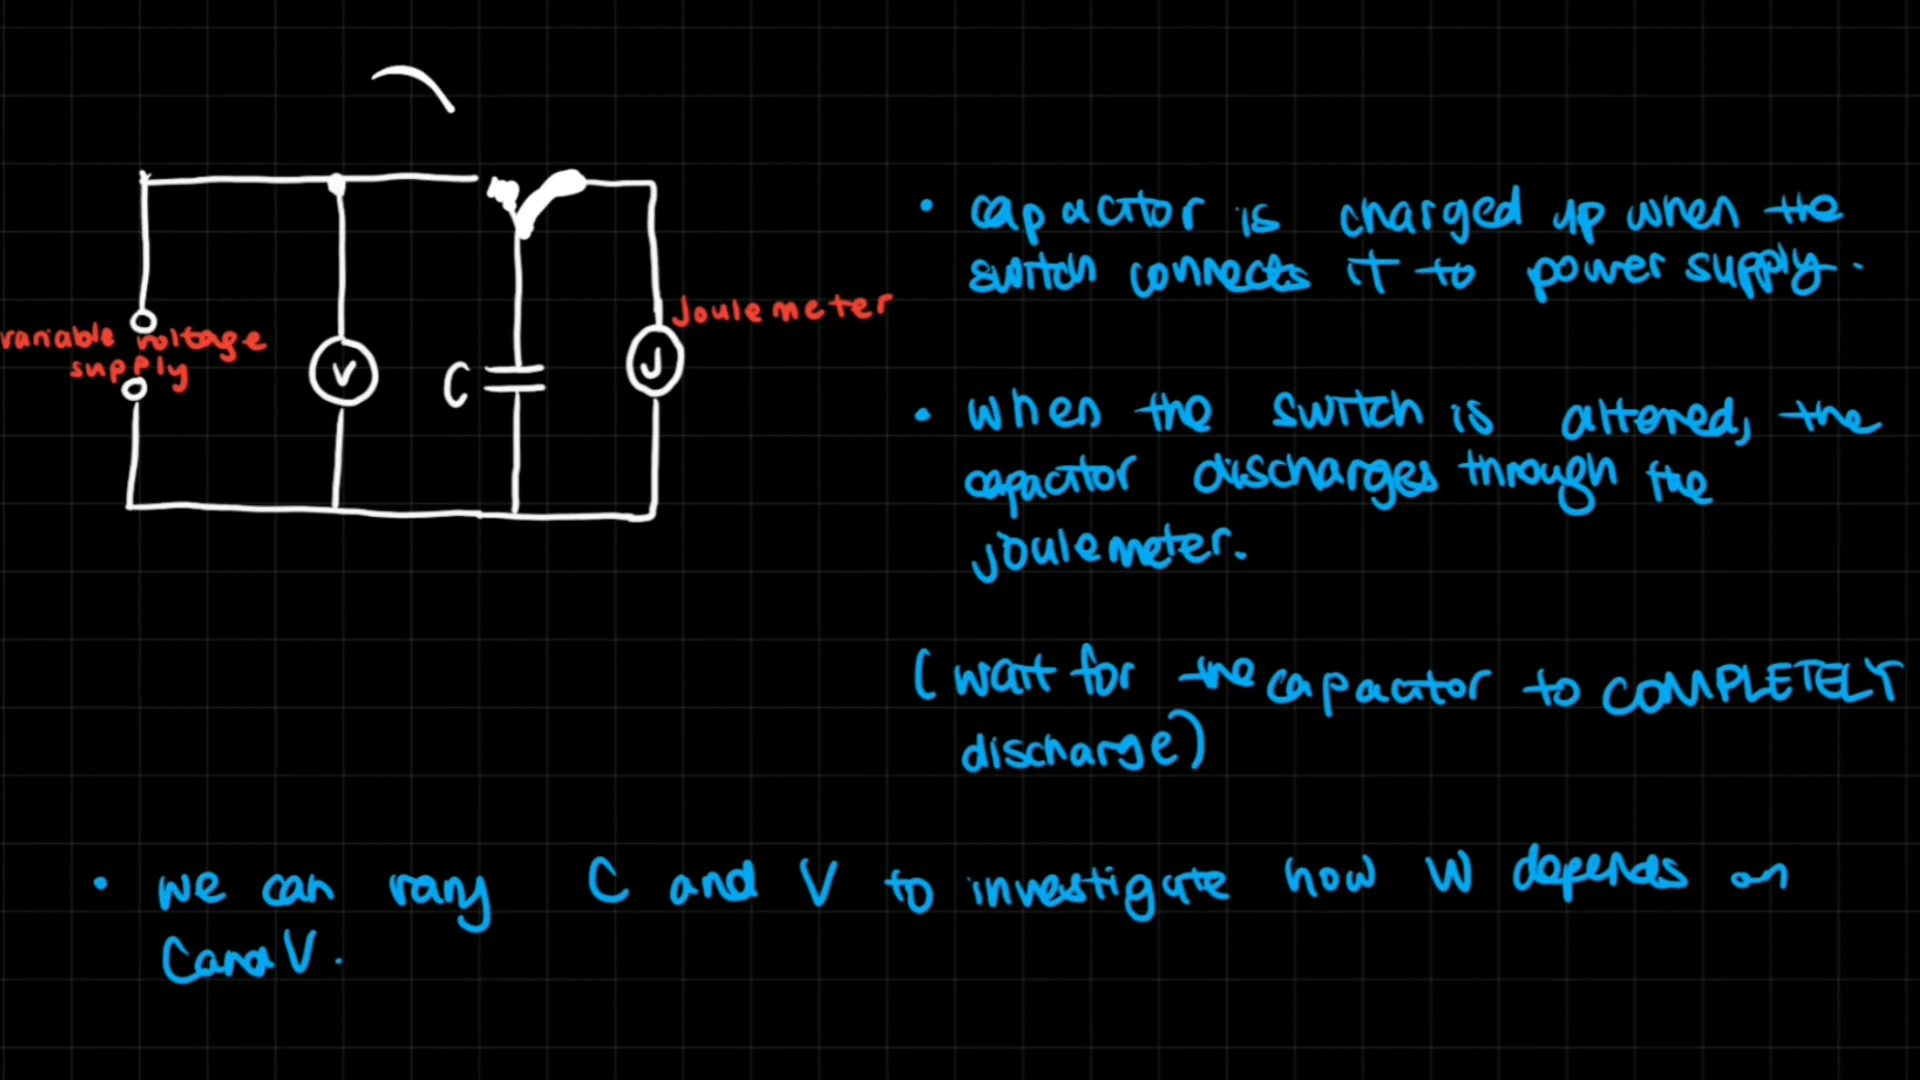 variable voltage
supply
V
C
J
Joulemeter
• capacitor is charged up when the
switch connects it to power supply.
• when the switch is altered, the
capacitor discharges through the
joulemeter.
(wait for the capacitor to COMPLETELY
discharge)
• we can vary C and V to investigate how W depends on
C and V.